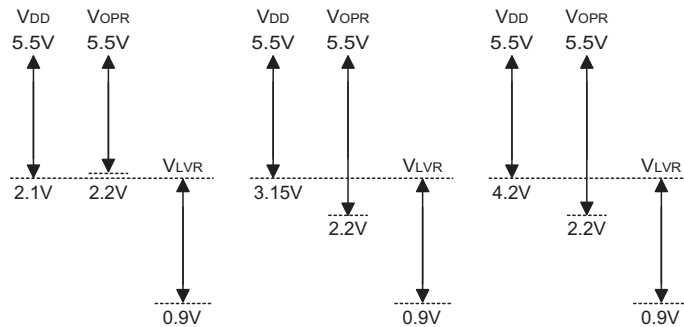 VDD VOPR VDD VOPR VDD VOPR
5.5V 5.5V 5.5V 5.5V 5.5V 5.5V
VLVR VLVR VLVR
2.1V 2.2V 3.15V 4.2V
2.2V 2.2V
0.9V 0.9V 0.9V